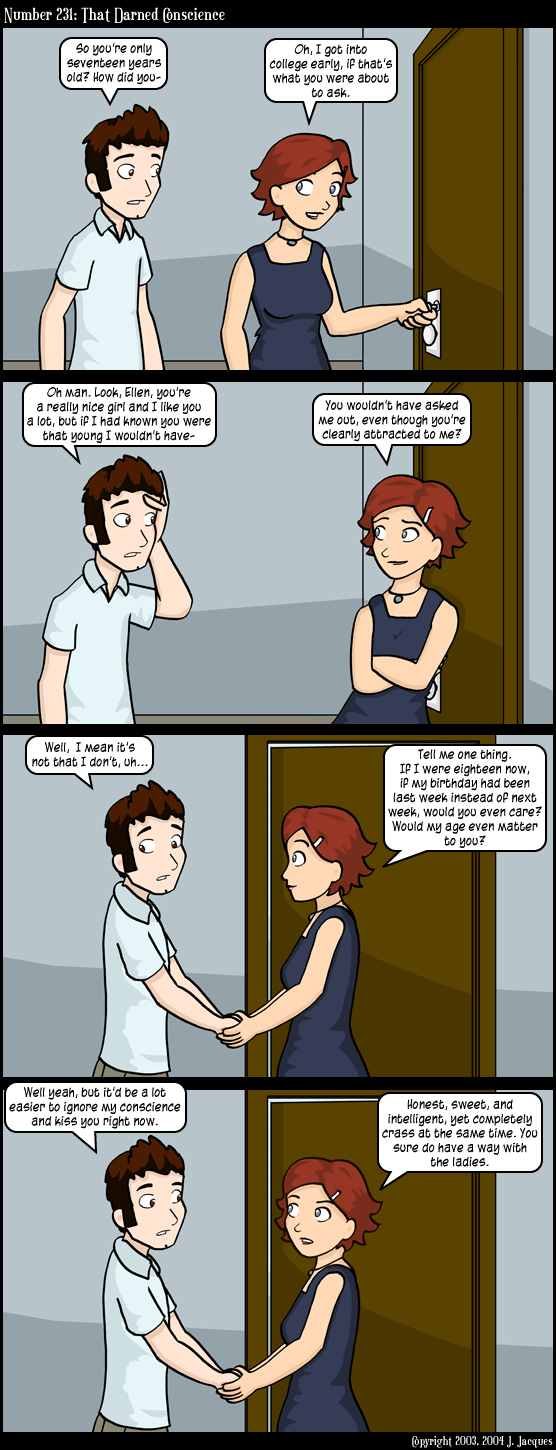 Number 231: That Darned Conscience
So you're only
seventeen years
old? How did you-
Oh, I got into
college early, if that's
what you were about
to ask.
Oh man. Look, Ellen, you're
a really nice girl and I like you
a lot, but if I had known you were
that young I wouldn't have-
You wouldn't have asked
me out, even though you're
clearly attracted to me?
Well, I mean it's
not that I don't, uh...
Tell me one thing.
If I were eighteen now,
if my birthday had been
last week instead of next
week, would you even care?
Would my age even matter
to you?
Well yeah, but it'd be a lot
easier to ignore my conscience
and kiss you right now.
Honest, sweet, and
intelligent, yet completely
crass at the same time. You
sure do have a way with
the ladies.
Copyright 2003, 2004 J. Jacques